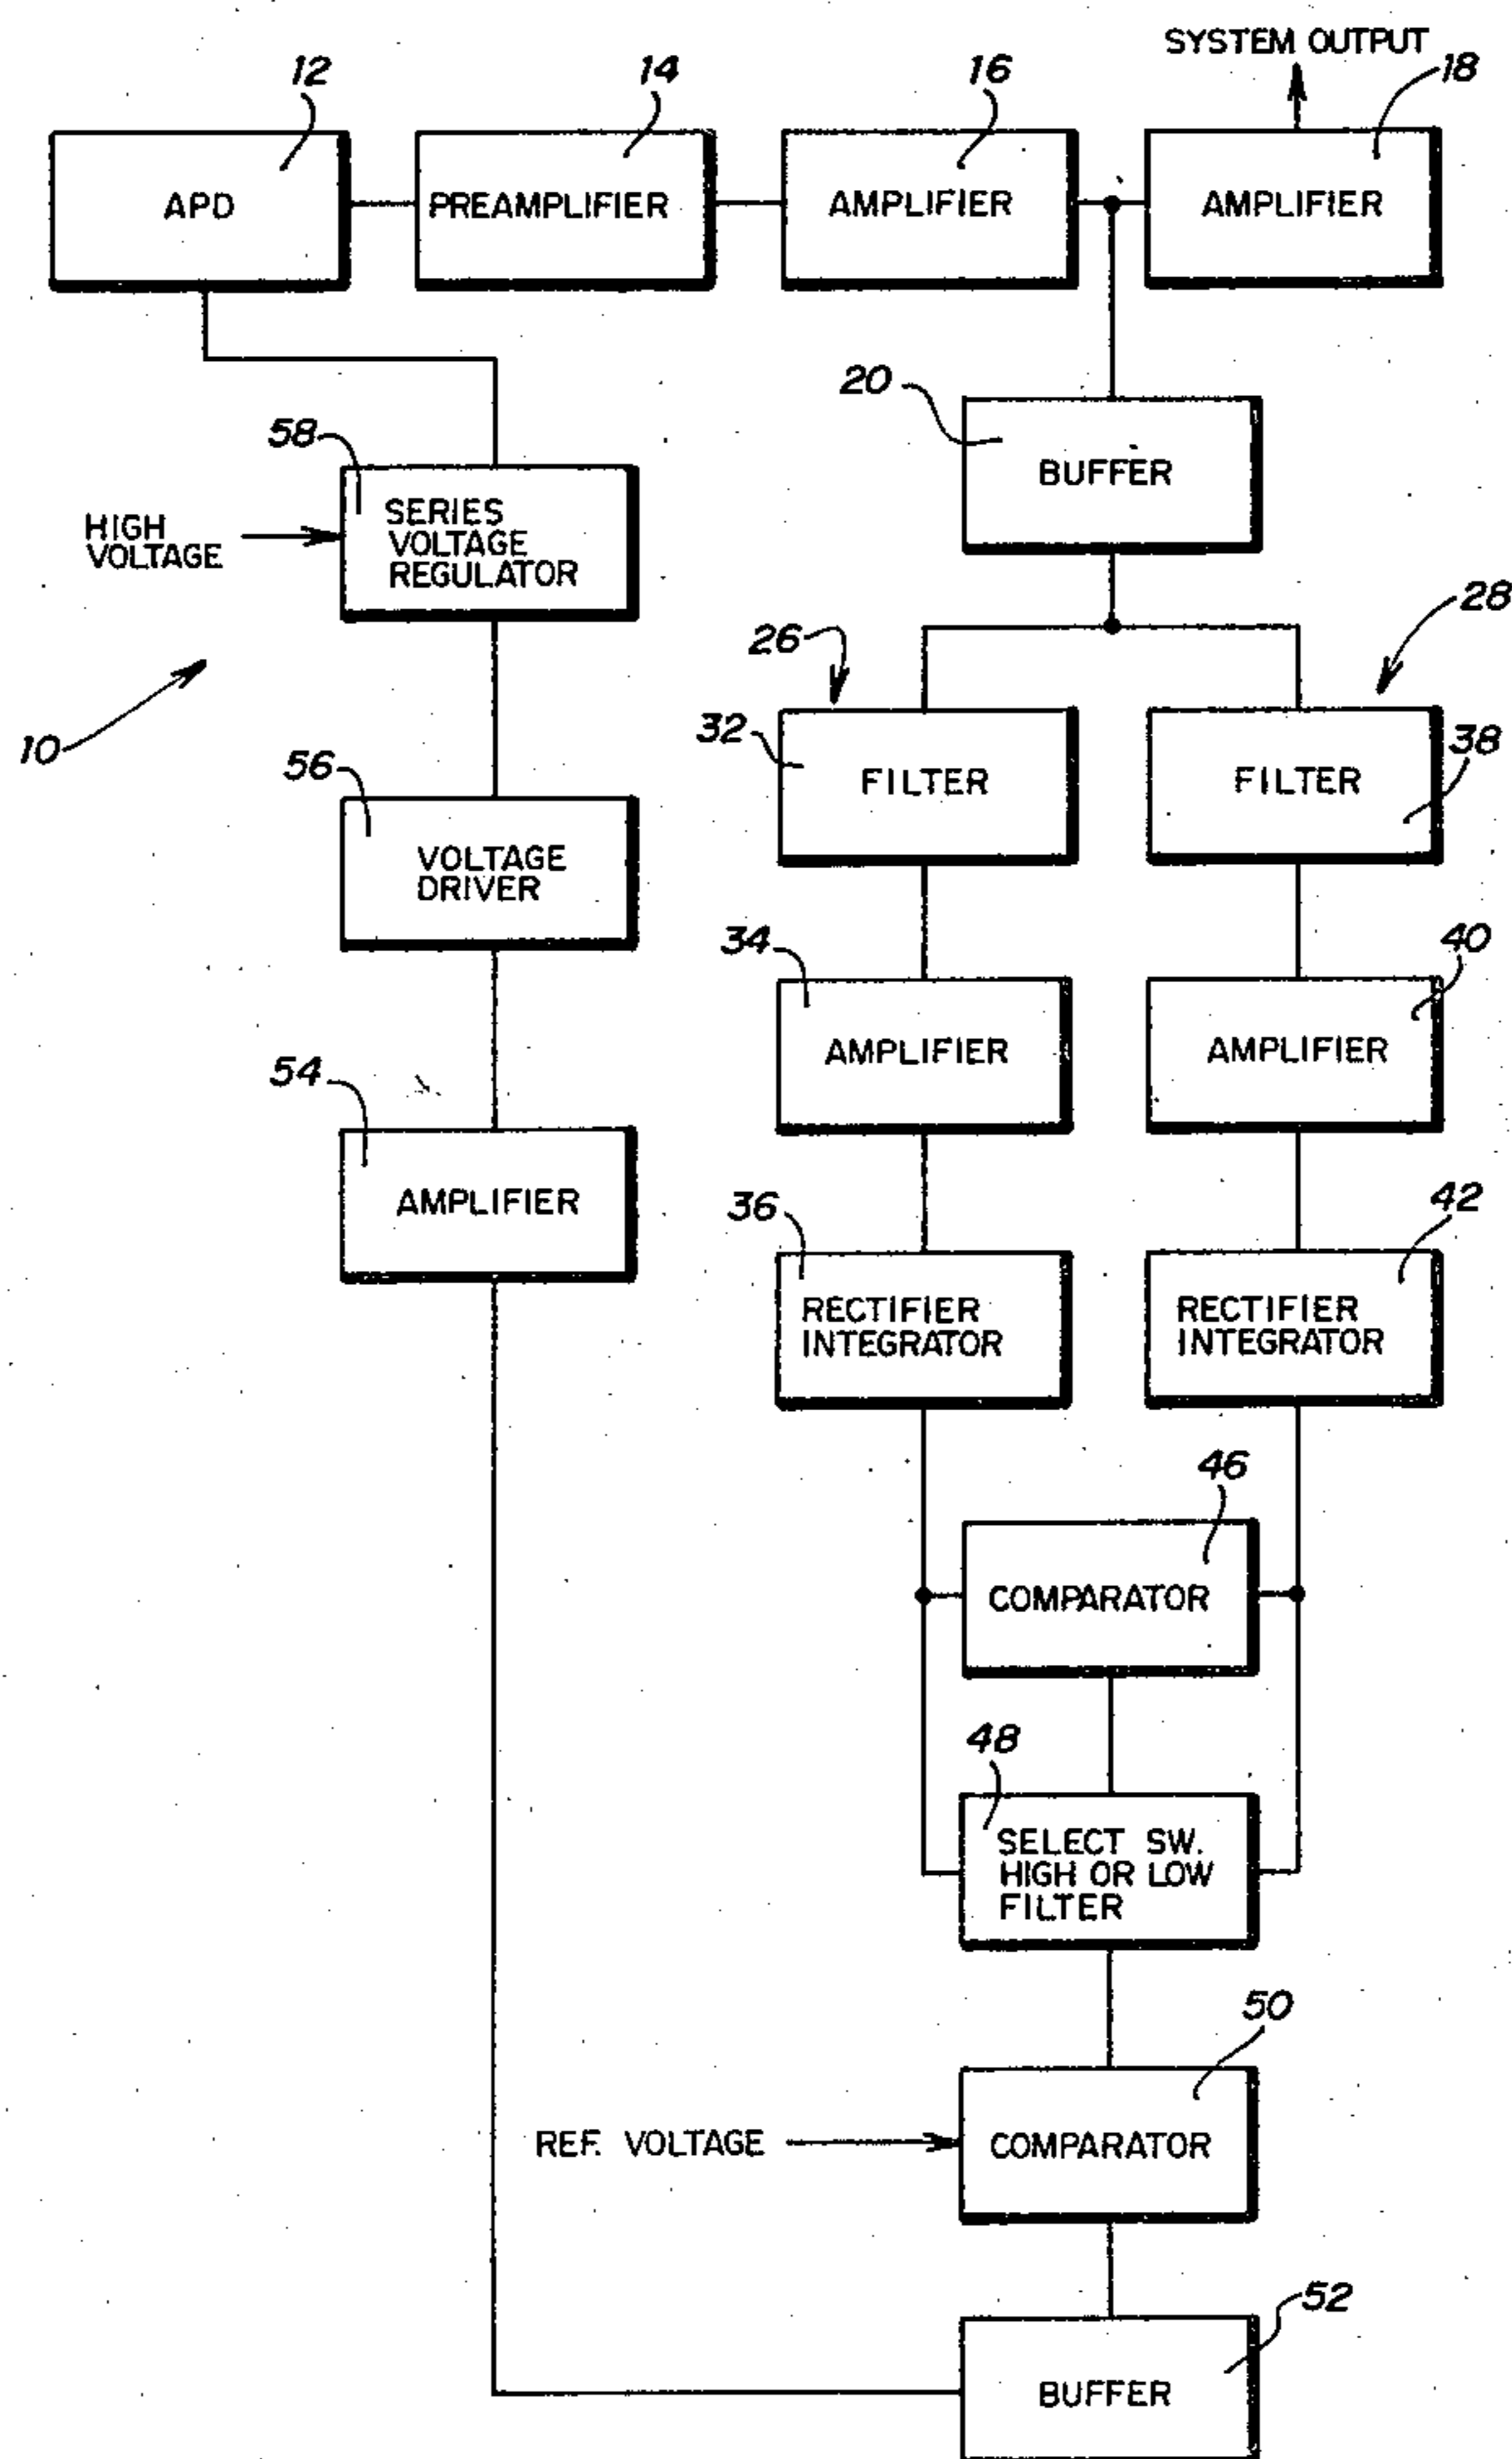 SYSTEM OUTPUT
12
14
16
18
APD
PREAMPLIFIER
AMPLIFIER
AMPLIFIER
20
BUFFER
58
HIGH
VOLTAGE
SERIES
VOLTAGE
REGULATOR
10
26
28
32
FILTER
38
FILTER
56
VOLTAGE
DRIVER
34
AMPLIFIER
40
AMPLIFIER
54
AMPLIFIER
36
RECTIFIER
INTEGRATOR
42
RECTIFIER
INTEGRATOR
46
COMPARATOR
48
SELECT SW.
HIGH OR LOW
FILTER
50
REF. VOLTAGE
COMPARATOR
52
BUFFER